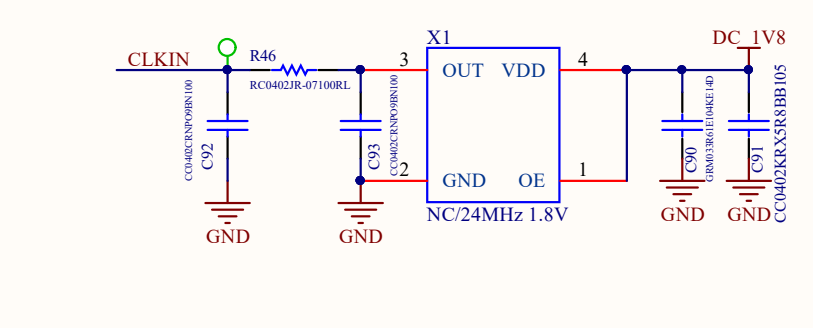 X1
DC_1V8
CLKIN
R46
3
4
OUT
VDD
RC0402JR-07100RL
CC0402CRNPO9BN100
C92
C93
CC0402CRNPO9BN100
C90
GRM033R61E104KE14D
C91
CC0402KRX5R8BB105
2
1
GND
OE
NC/24MHz 1.8V
GND
GND
GND
GND